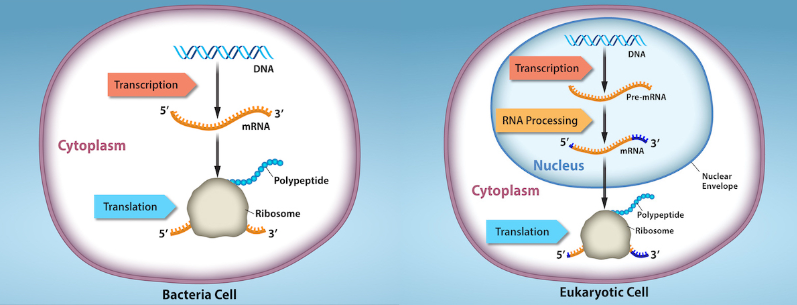 DNA
Transcription
5′
3′
mRNA
Cytoplasm
Polypeptide
Translation
Ribosome
5′
3′
Bacteria Cell
DNA
Transcription
Pre-mRNA
RNA Processing
5′
3′
mRNA
Nucleus
Nuclear
Envelope
Cytoplasm
Polypeptide
Translation
Ribosome
5′
3′
Eukaryotic Cell